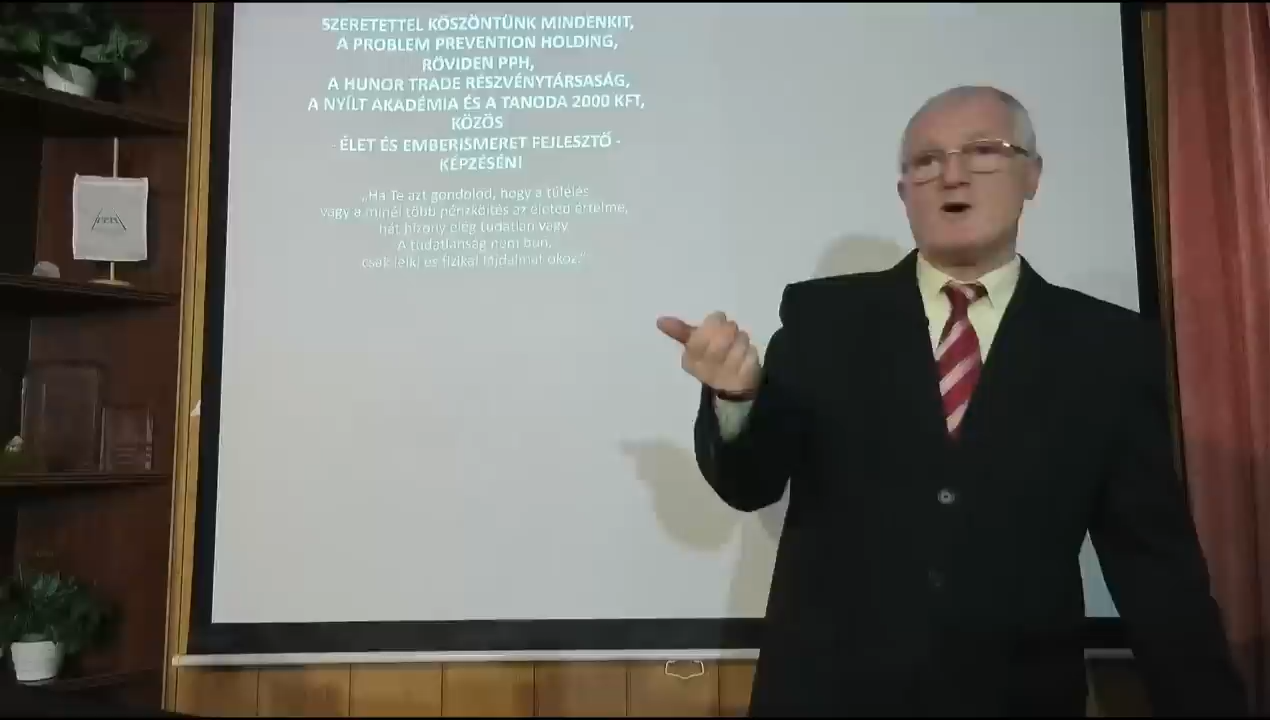 SZERETETTEL KÖSZÖNTÜNK MINDENKIT,
A PROBLEM PREVENTION HOLDING,
RÖVIDEN PPH,
A HUNOR TRADE RÉSZVÉNYTÁRSASÁG,
A NYÍLT AKADÉMIA ÉS A TANODA 2000 KFT,
KÖZÖS
- ÉLET ÉS EMBERISMERET FEJLESZTŐ -
KÉPZÉSÉN!
„Ha Te azt gondolod, hogy a túlélés
vagy a minél több pénzköltés az életed értelme,
hát bizony elég tudatlan vagy.
A tudatlanság nem bűn,
csak lelki és fizikai fájdalmat okoz."